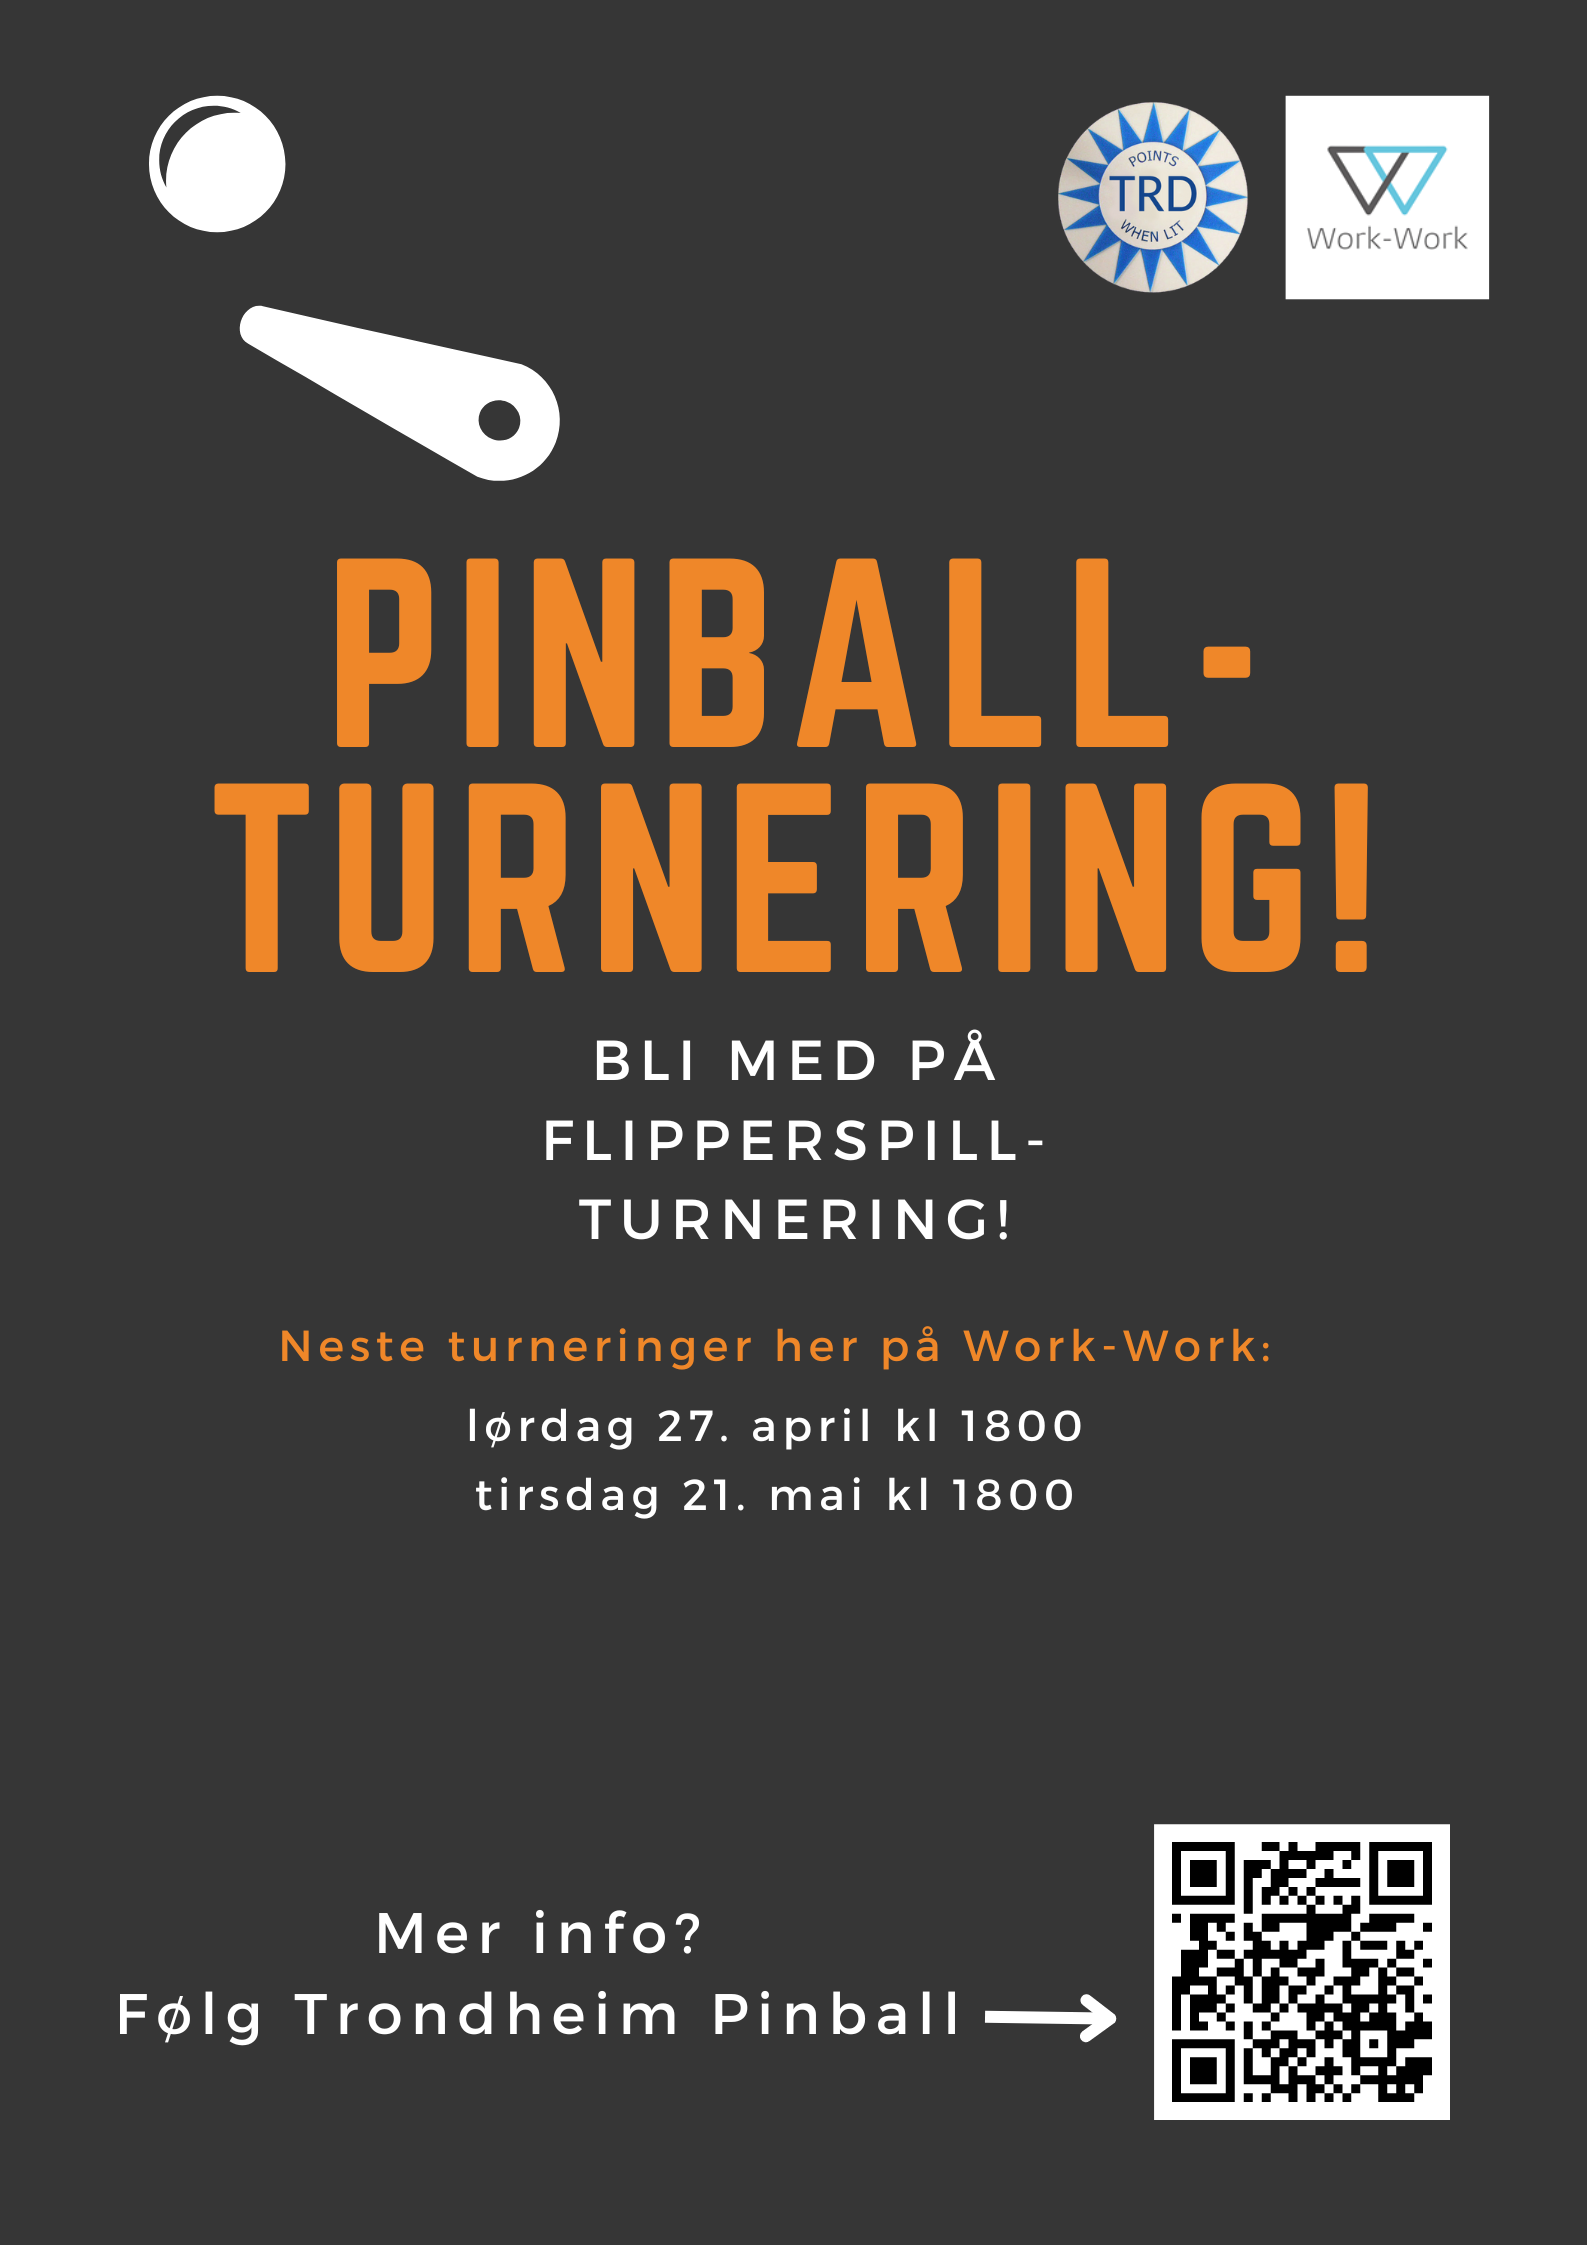 POINTS
TRD
WHEN LIT
Work-Work
PINBALL-
TURNERING!
BLI MED PÅ
FLIPPERSPILL-
TURNERING!
Neste turneringer her på Work-Work:
lørdag 27. april kl 1800
tirsdag 21. mai kl 1800
Mer info?
Følg Trondheim Pinball